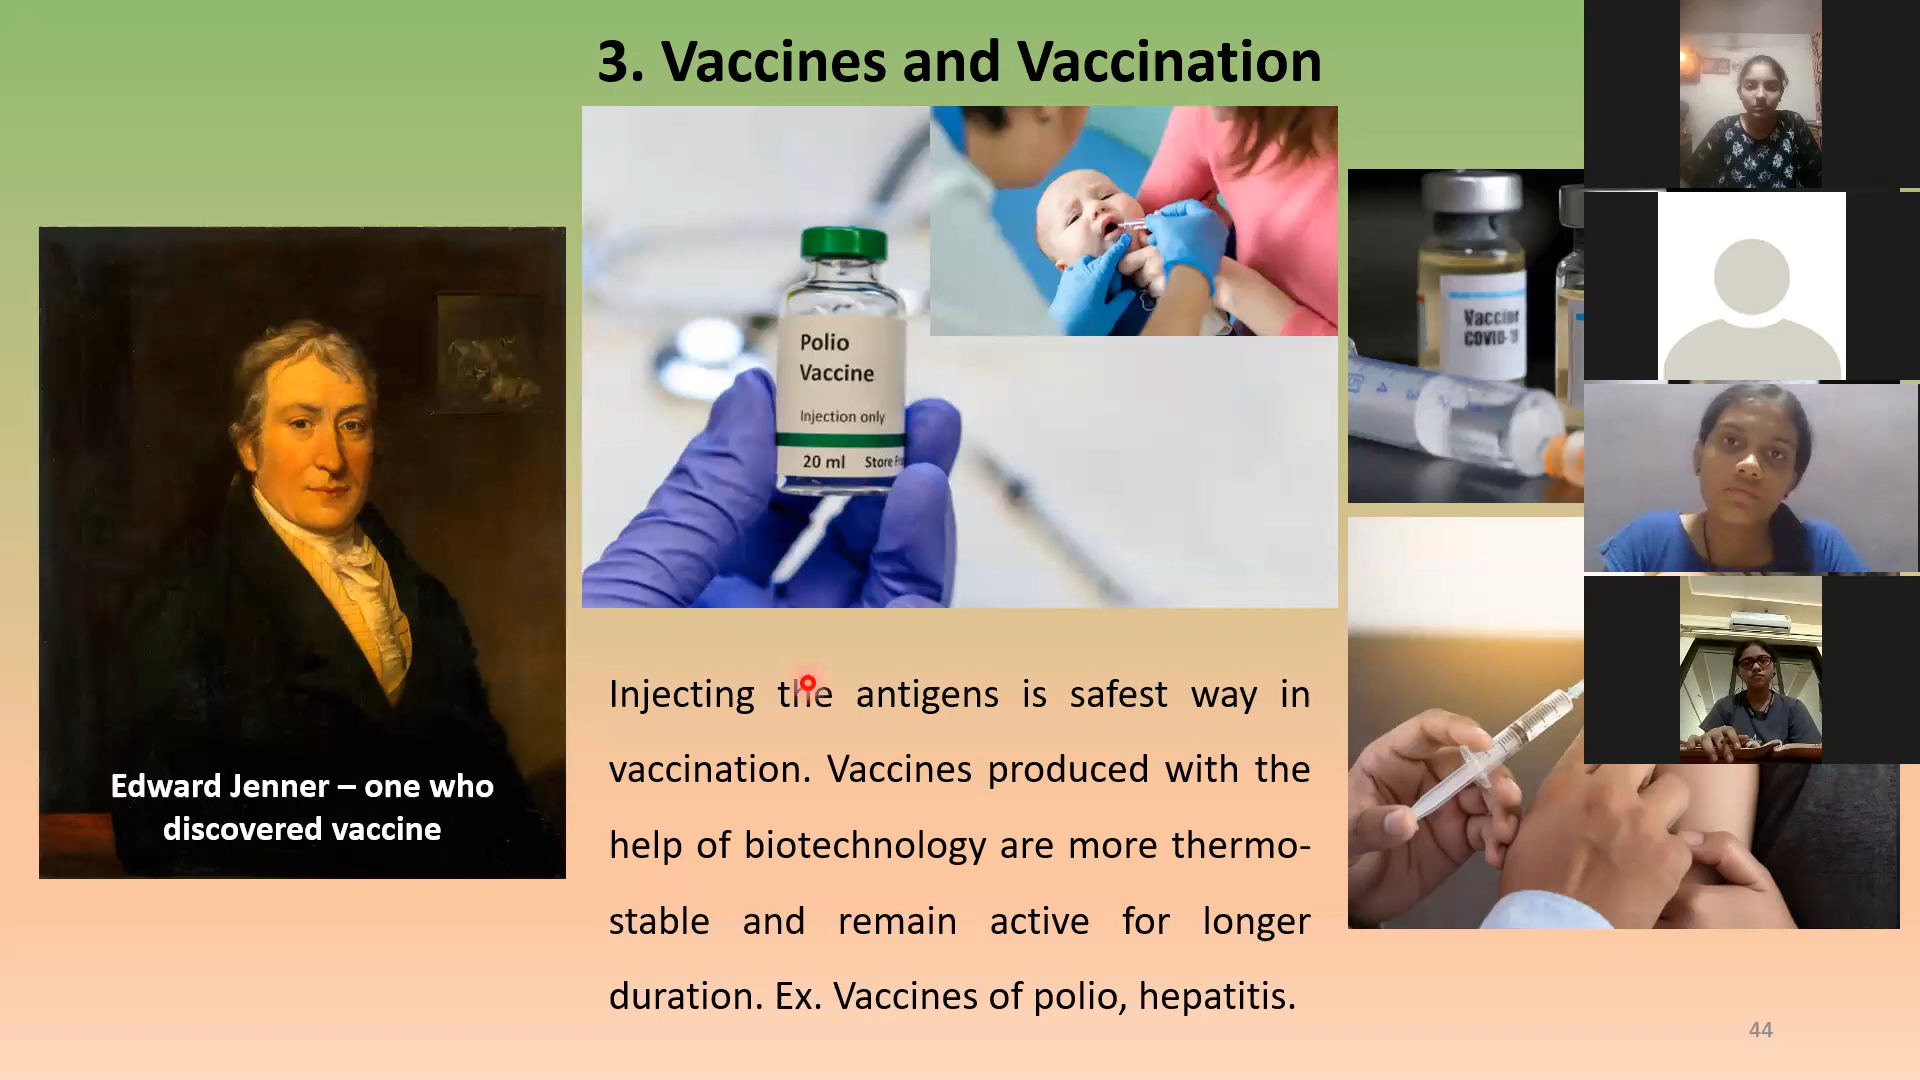 3. Vaccines and Vaccination
Polio
Vaccine
Injection only
20 ml Store
Vaccine
COVID-
Edward Jenner – one who
discovered vaccine
Injecting the antigens is safest way in
vaccination. Vaccines produced with the
help of biotechnology are more thermo-
stable and remain active for longer
duration. Ex. Vaccines of polio, hepatitis.
44